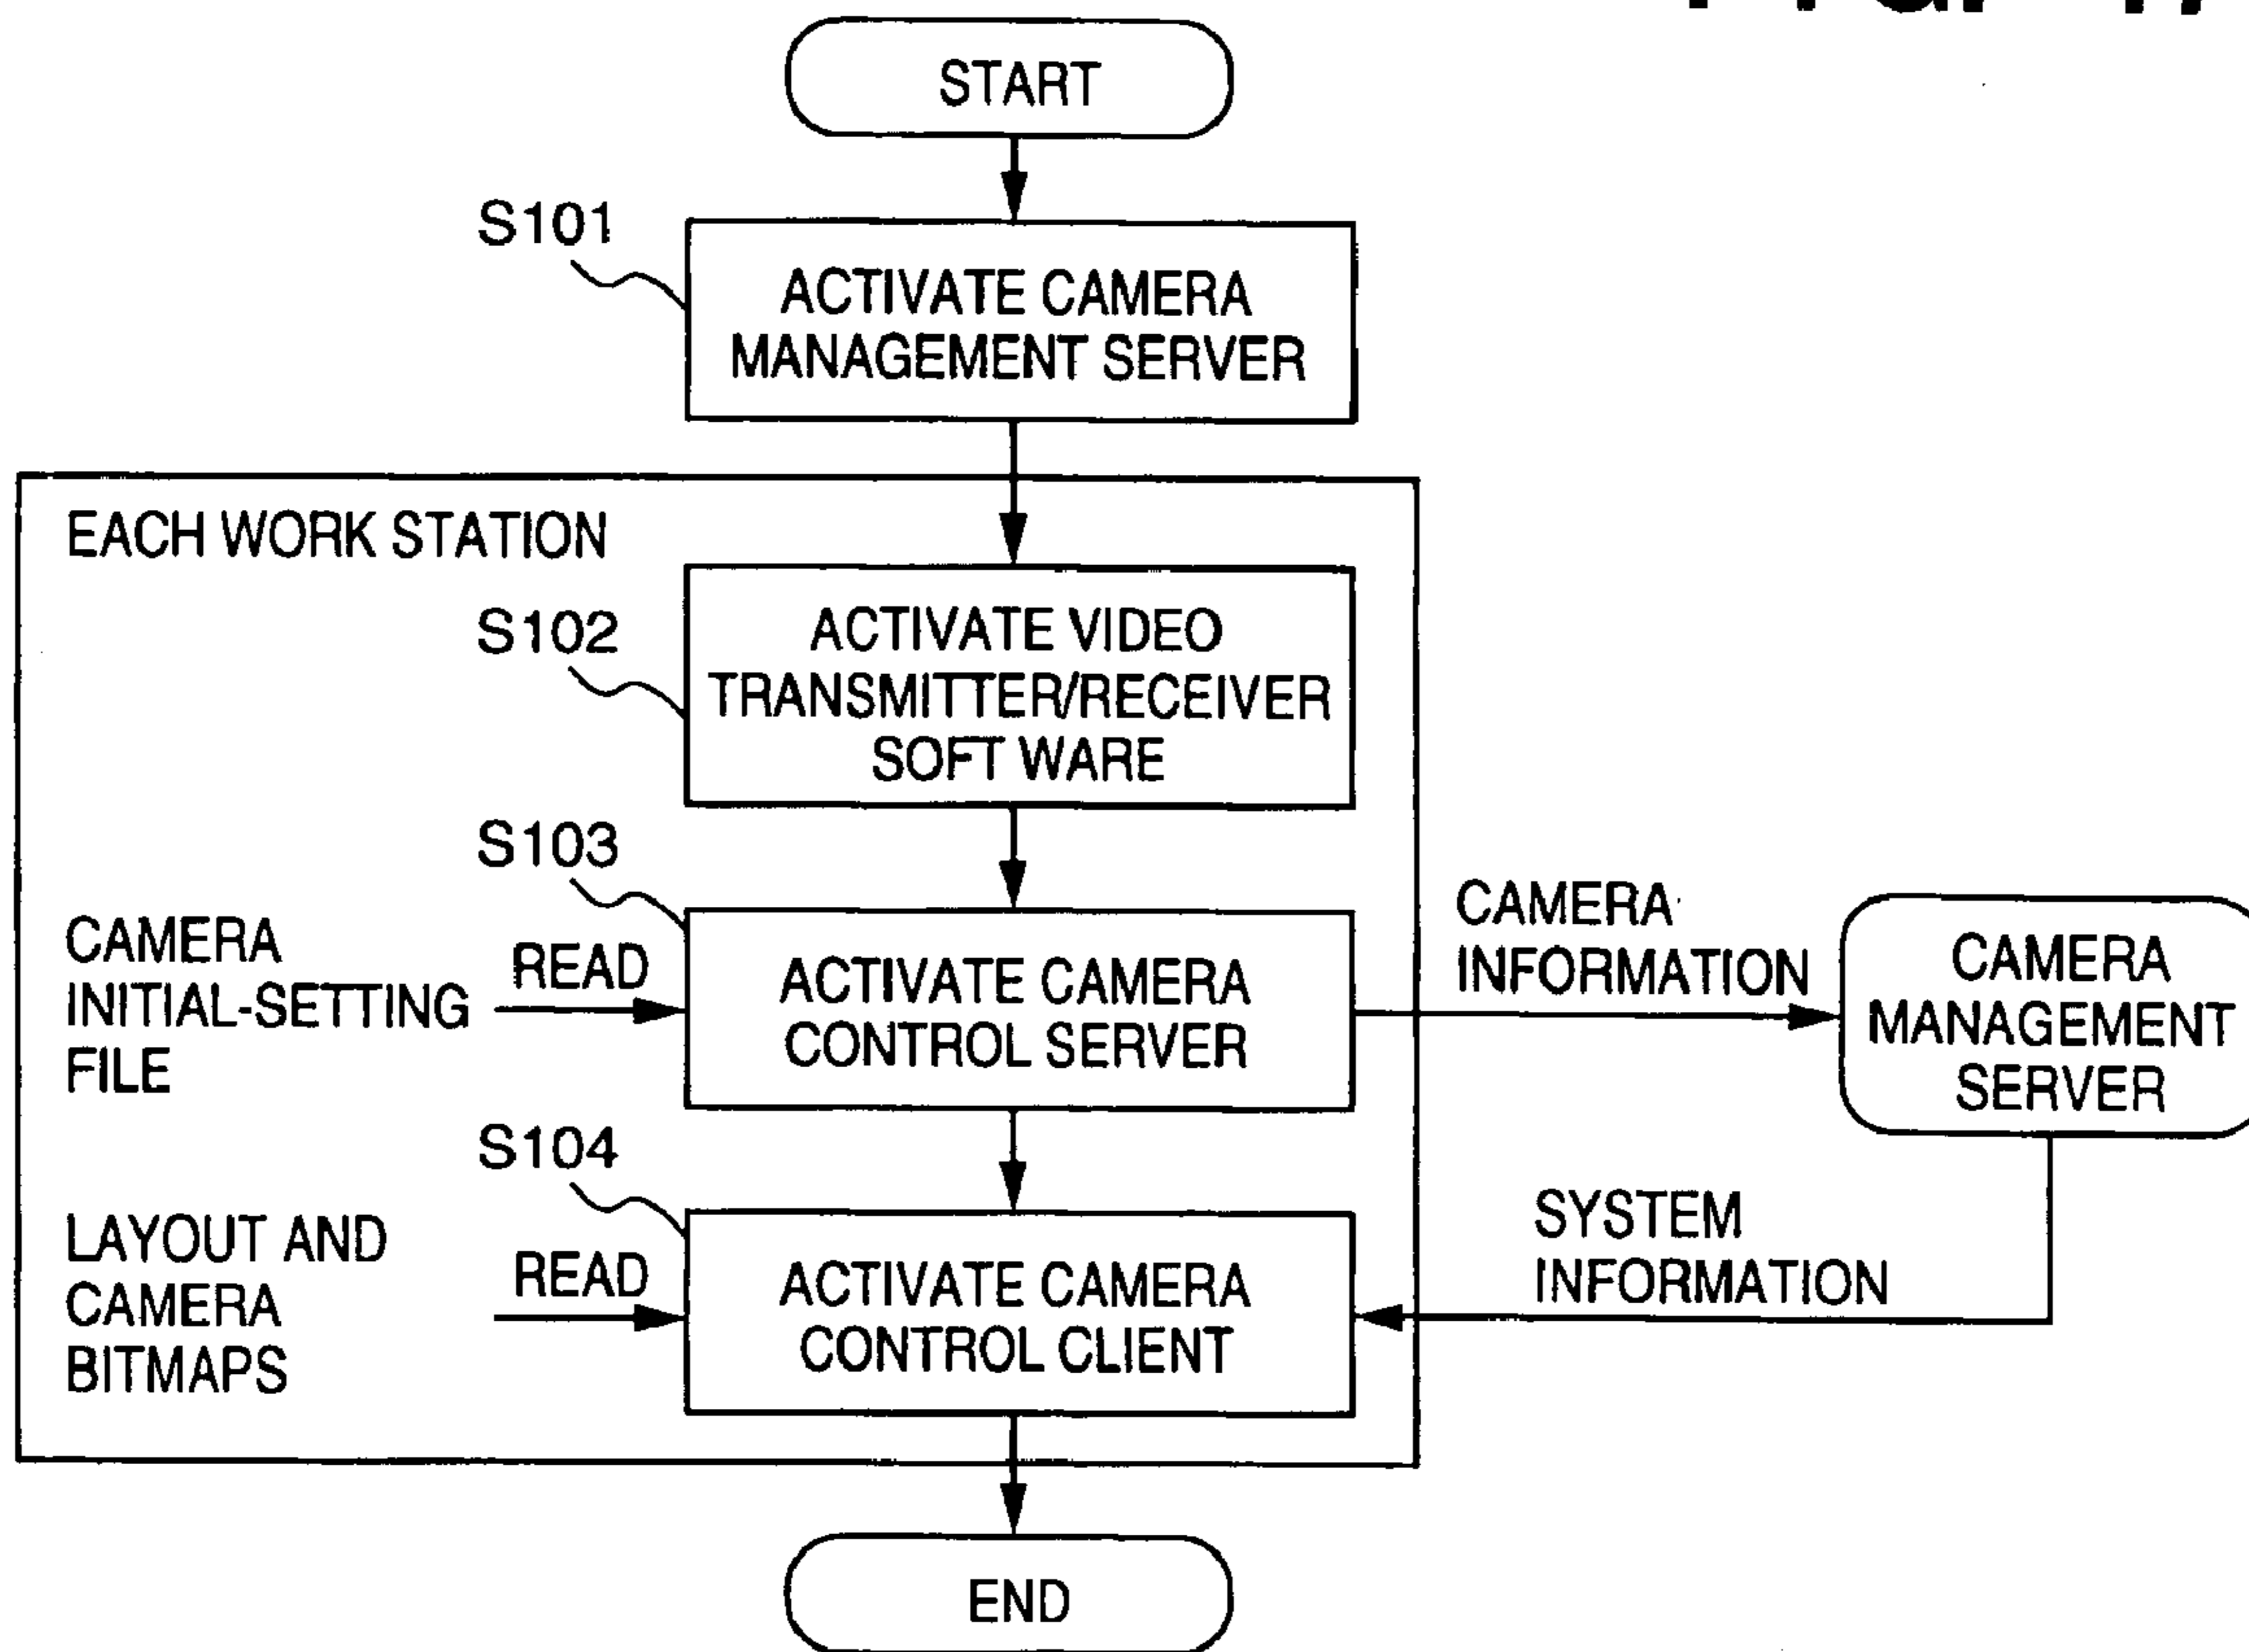 START
S101
ACTIVATE CAMERA
MANAGEMENT SERVER
EACH WORK STATION
S102
ACTIVATE VIDEO
TRANSMITTER/RECEIVER
SOFT WARE
S103
CAMERA
INITIAL-SETTING
FILE
READ
ACTIVATE CAMERA
CONTROL SERVER
CAMERA
INFORMATION
CAMERA
MANAGEMENT
SERVER
S104
LAYOUT AND
CAMERA
BITMAPS
READ
ACTIVATE CAMERA
CONTROL CLIENT
SYSTEM
INFORMATION
END